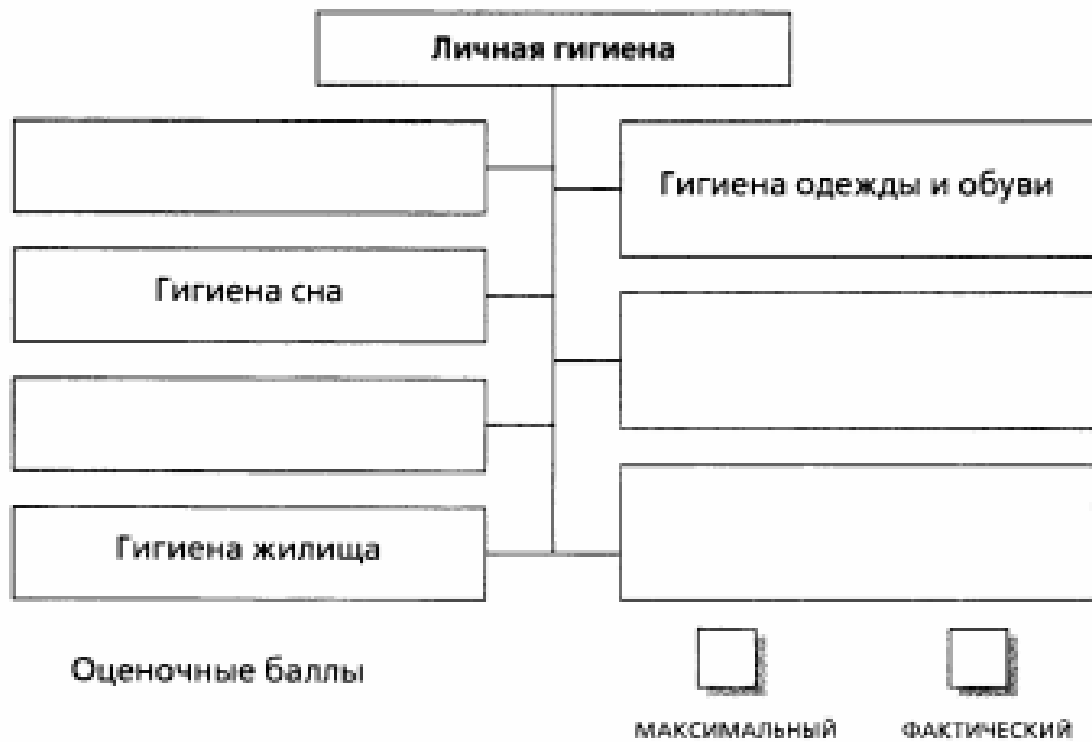 Личная гигиена
Гигиена одежды и обуви
Гигиена сна
Гигиена жилища
Оценочные баллы
МАКСИМАЛЬНЫЙ
ФАКТИЧЕСКИЙ